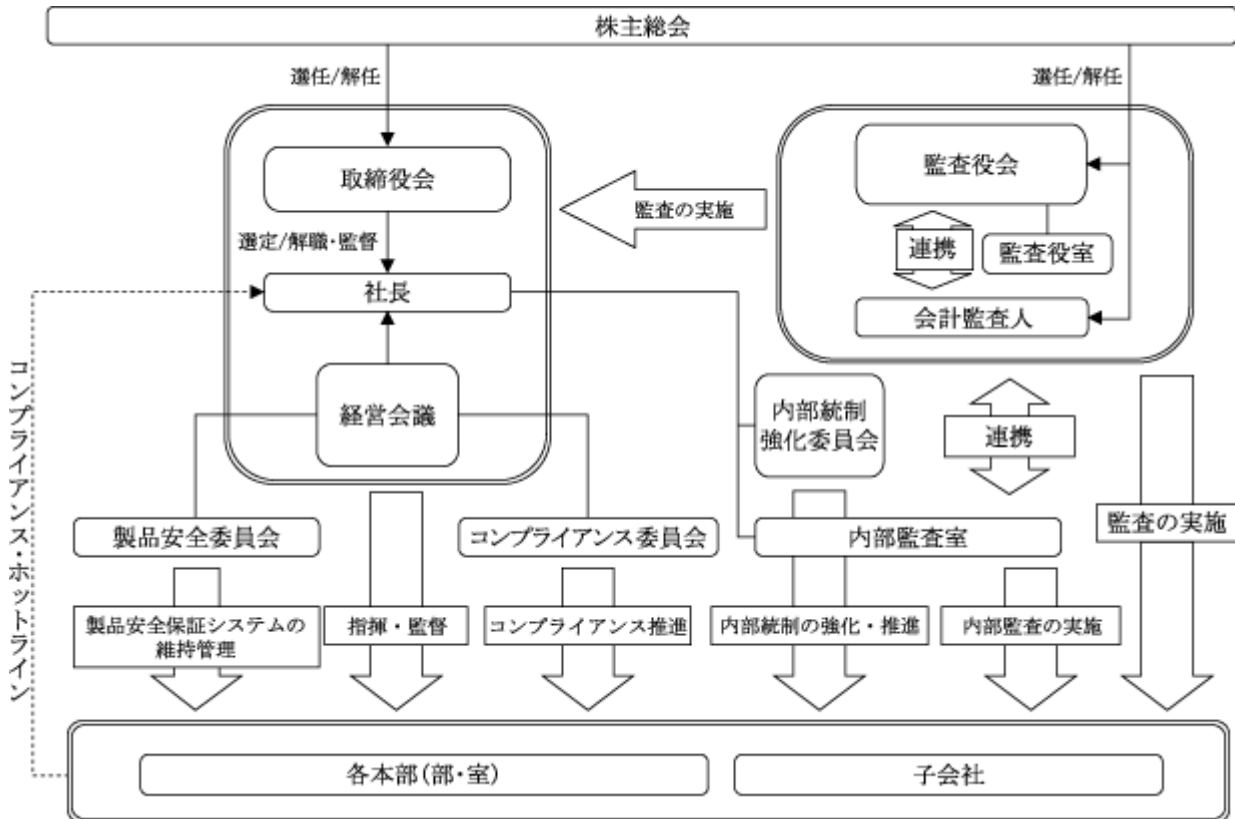 株主総会
選任/解任
選任/解任
取締役会
選定/解職・監督
社長
経営会議
監査の実施
監査役会
連携
監査役室
会計監査人
内部統制
強化委員会
連携
製品安全委員会
コンプライアンス委員会
内部監査室
監査の実施
製品安全保証システムの
維持管理
指揮・監督
コンプライアンス推進
内部統制の強化・推進
内部監査の実施
コンプライアンス・ホットライン
各本部(部・室)
子会社